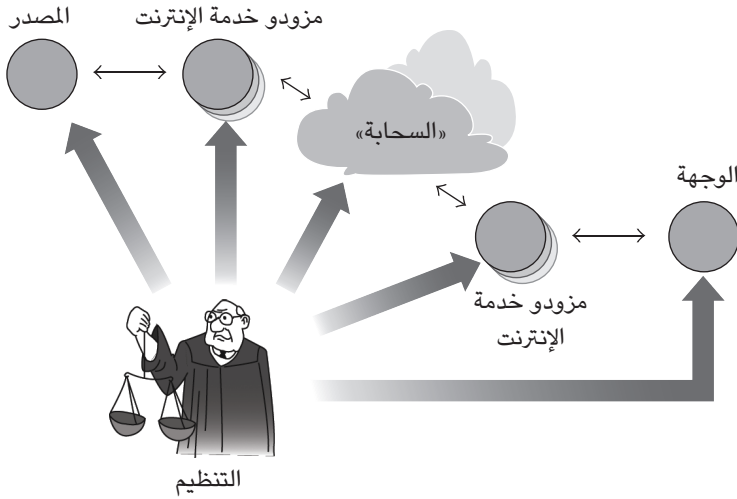 المصدر
مزودو خدمة الإنترنت
«السحابة»
الوجهة
مزودو خدمة
الإنترنت
التنظيم